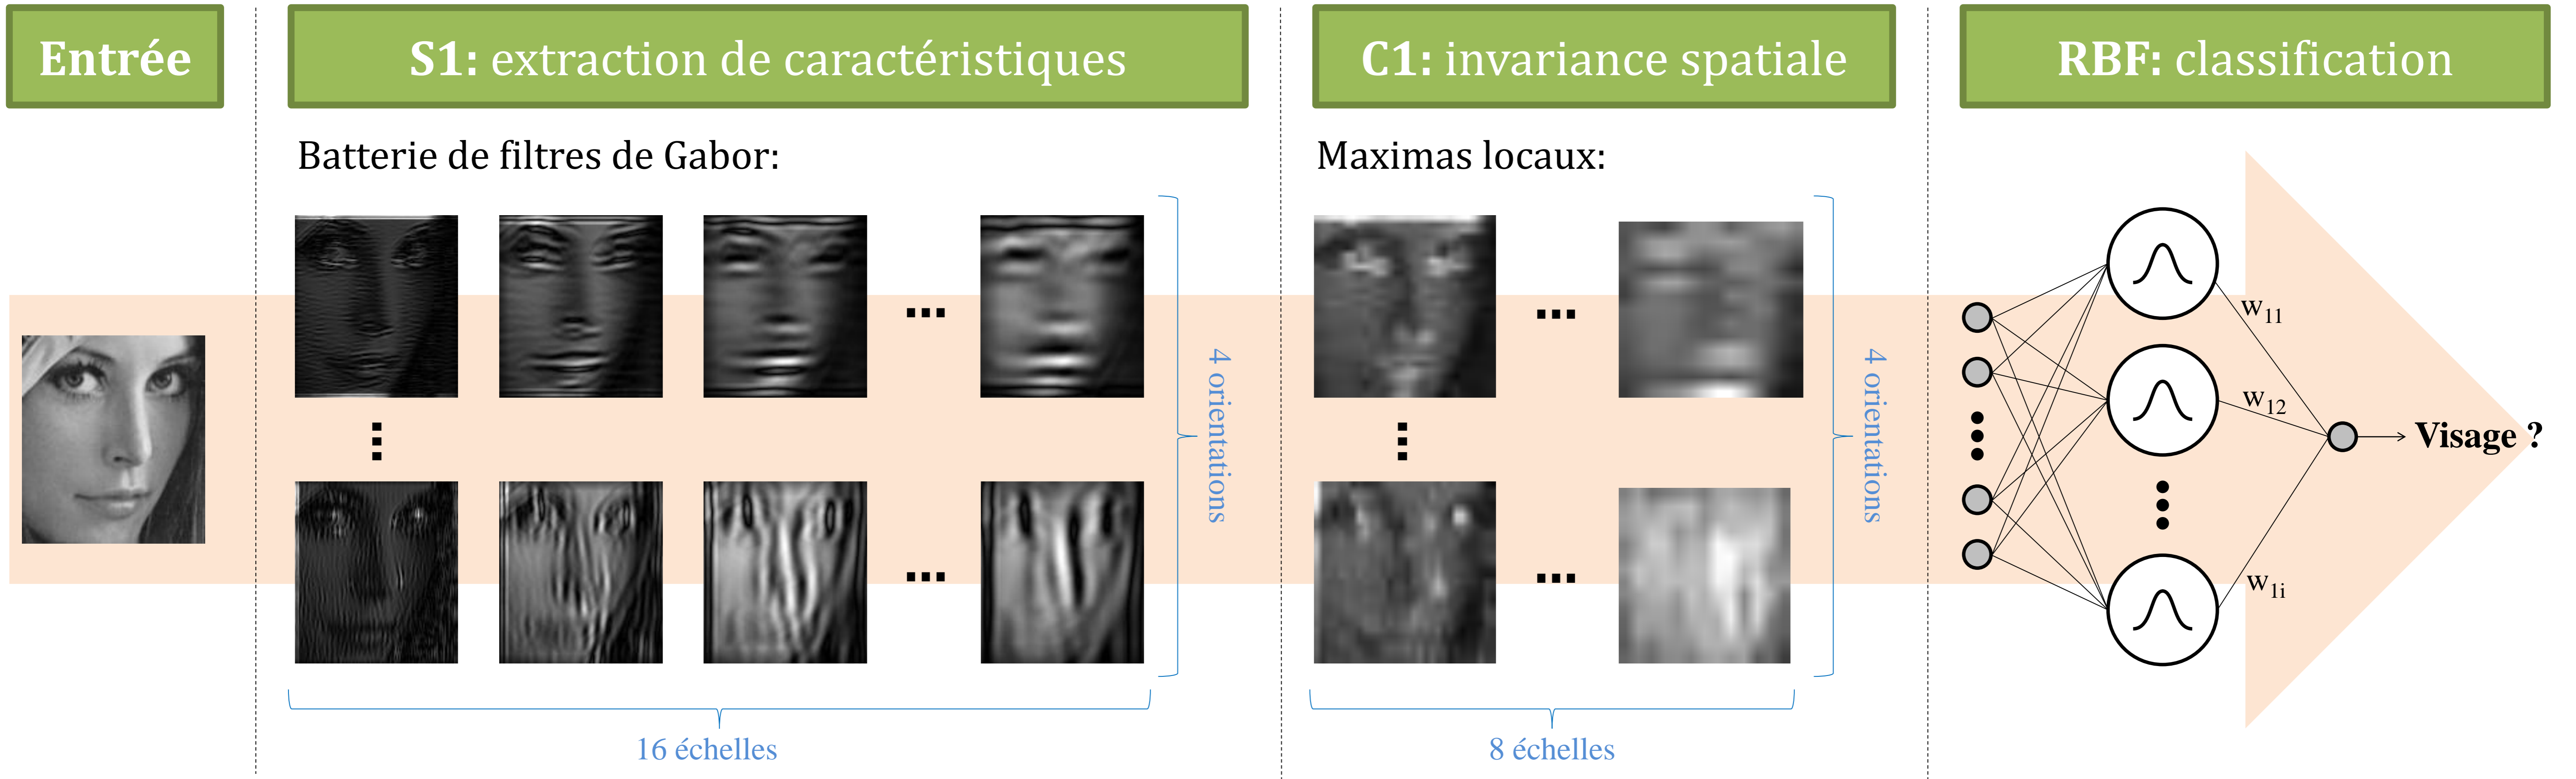 Entrée
S1: extraction de caractéristiques
C1: invariance spatiale
RBF: classification
Batterie de filtres de Gabor:
Maximas locaux:
4 orientations
16 échelles
4 orientations
8 échelles
w11
w12
w1i
Visage ?